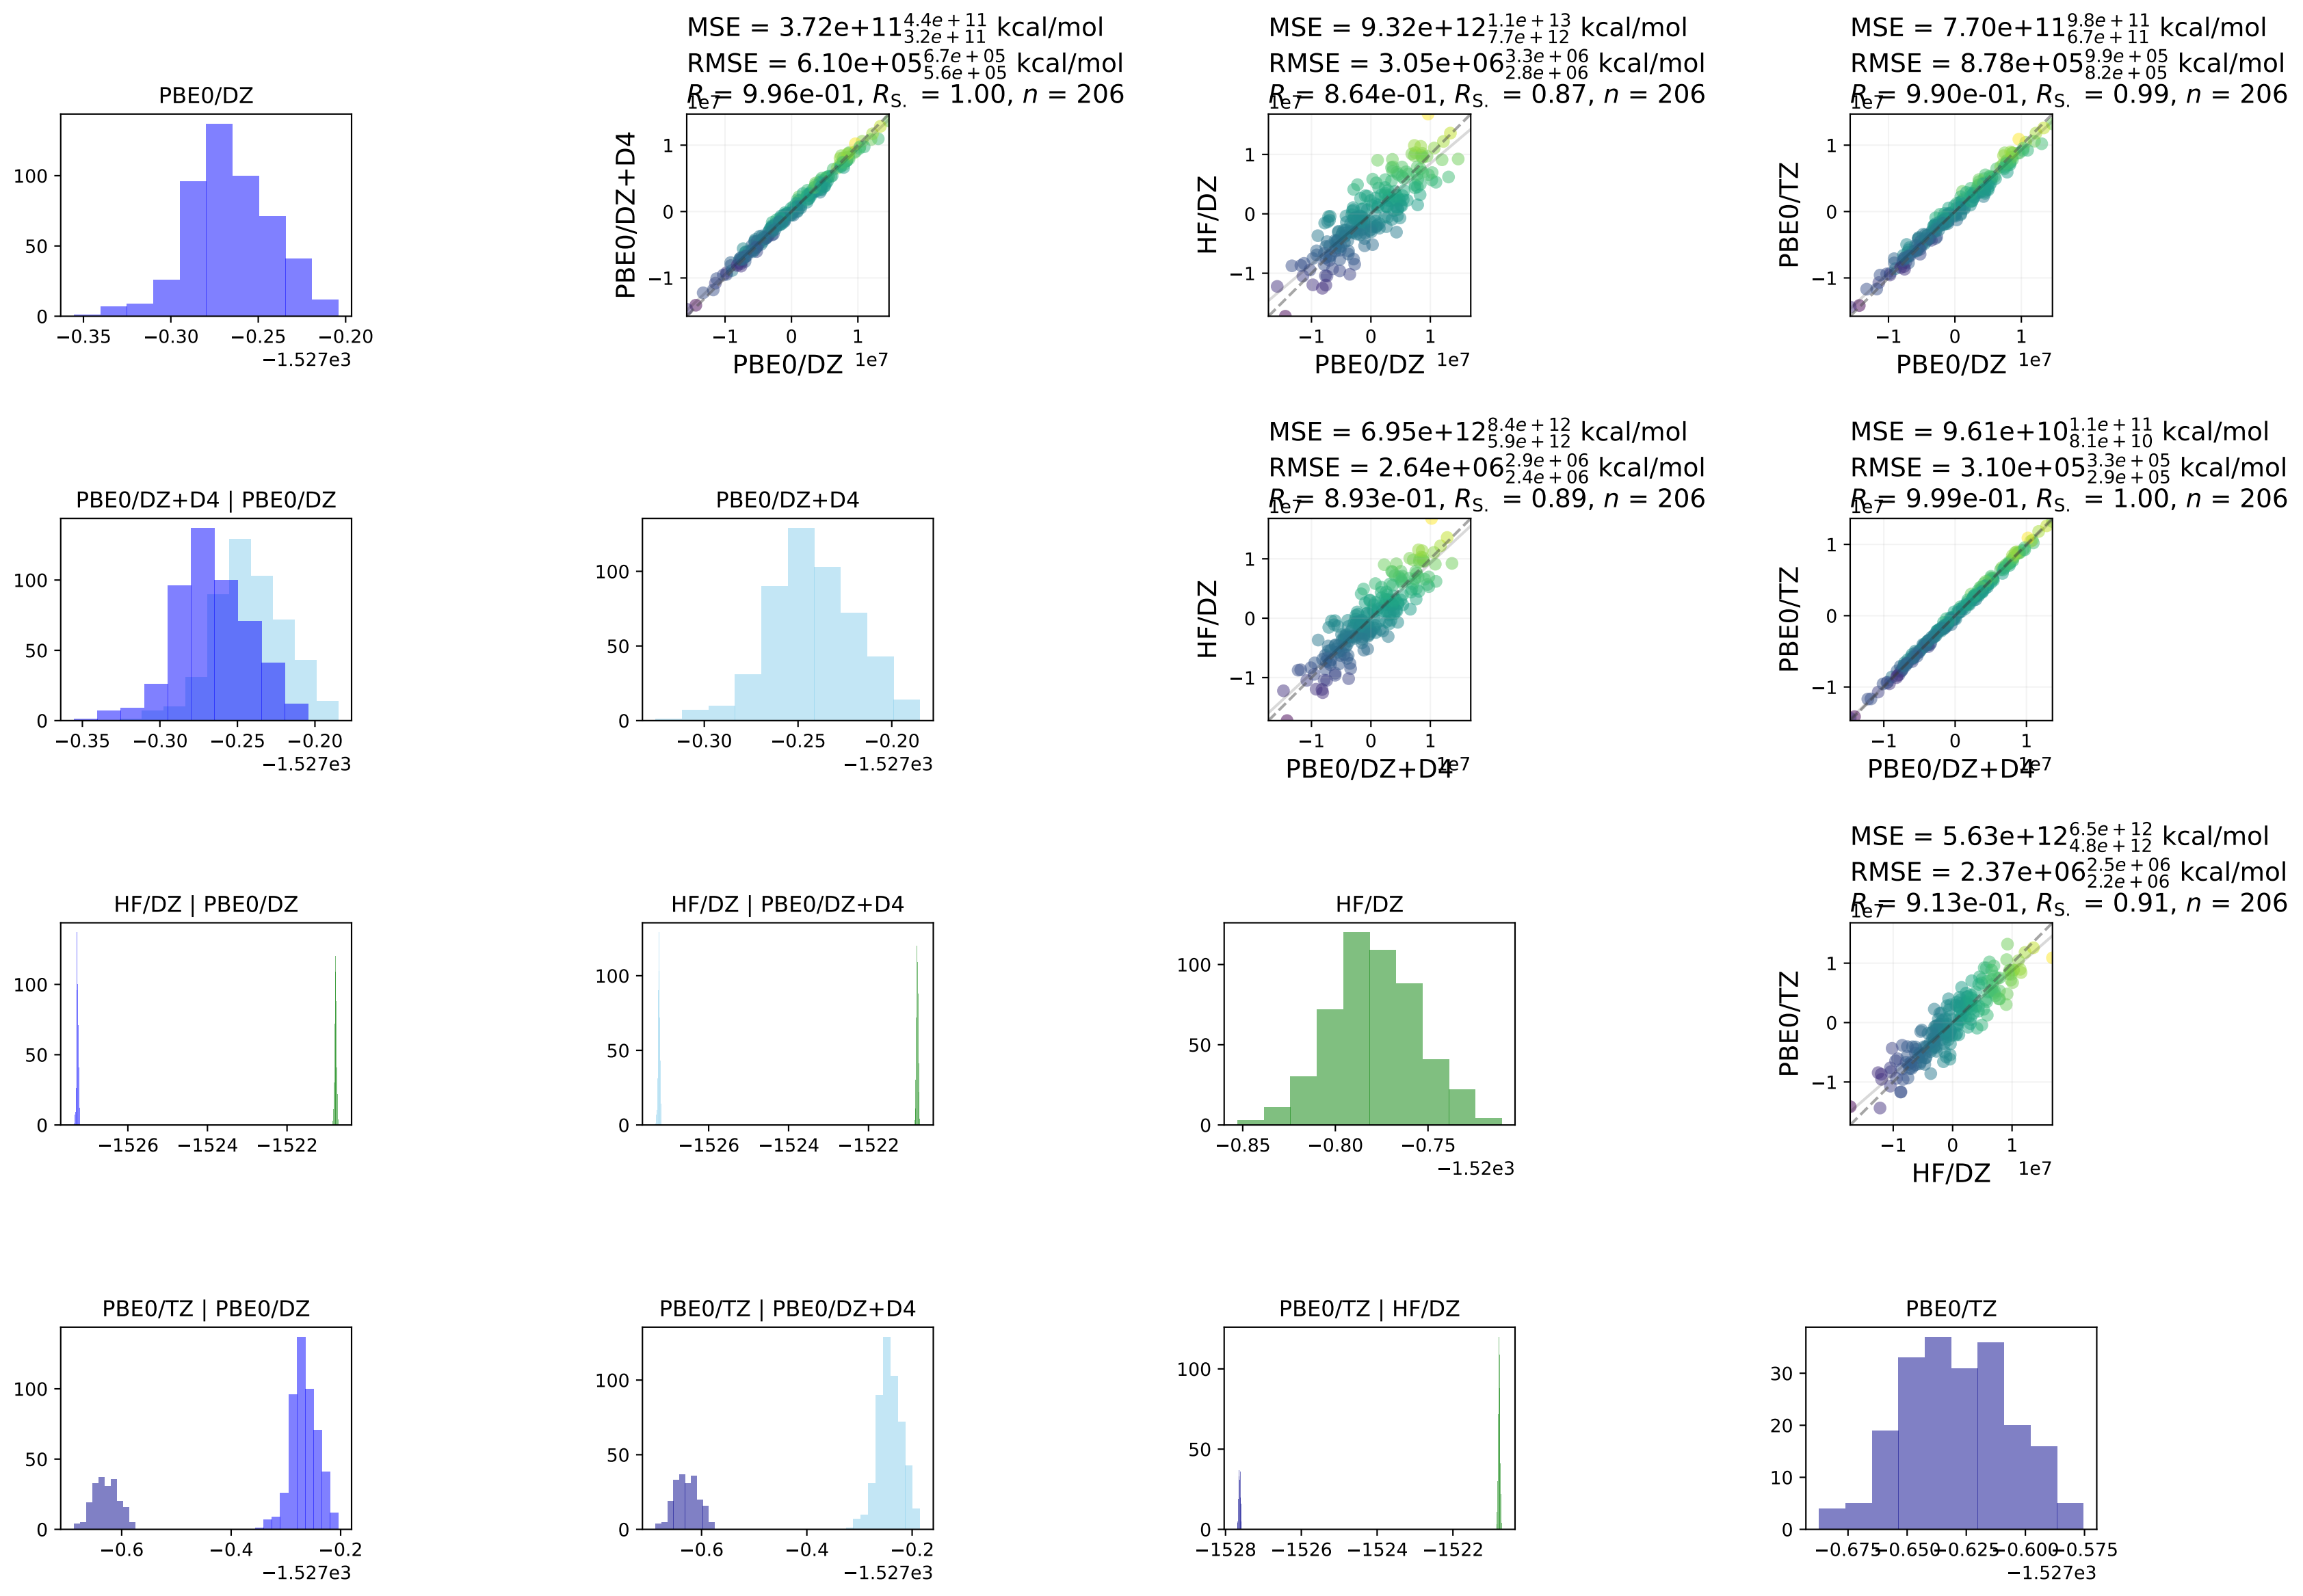 MSE = 3.72e+11 4.4e+11 3.2e+11 kcal/mol
RMSE = 6.10e+05 6.7e+05 5.6e+05 kcal/mol
R = 9.96e-01, R_S. = 1.00, n = 206
MSE = 9.32e+12 1.1e+13 7.7e+12 kcal/mol
RMSE = 3.05e+06 3.3e+06 2.8e+06 kcal/mol
R = 8.64e-01, R_S. = 0.87, n = 206
MSE = 7.70e+11 9.8e+11 6.7e+11 kcal/mol
RMSE = 8.78e+05 9.9e+05 8.2e+05 kcal/mol
R = 9.90e-01, R_S. = 0.99, n = 206
PBE0/DZ
100
50
0
−0.35 −0.30 −0.25 −0.20
−1.527e3
1e7
PBE0/DZ+D4
1
0
−1
−1 0 1
PBE0/DZ 1e7
1e7
HF/DZ
1
0
−1
−1 0 1
PBE0/DZ 1e7
1e7
PBE0/TZ
1
0
−1
−1 0 1
PBE0/DZ 1e7
MSE = 6.95e+12 8.4e+12 5.9e+12 kcal/mol
RMSE = 2.64e+06 2.9e+06 2.4e+06 kcal/mol
R = 8.93e-01, R_S. = 0.89, n = 206
MSE = 9.61e+10 1.1e+11 8.1e+10 kcal/mol
RMSE = 3.10e+05 3.3e+05 2.9e+05 kcal/mol
R = 9.99e-01, R_S. = 1.00, n = 206
PBE0/DZ+D4 | PBE0/DZ
100
50
0
−0.35 −0.30 −0.25 −0.20
−1.527e3
PBE0/DZ+D4
100
50
0
−0.30 −0.25 −0.20
−1.527e3
1e7
HF/DZ
1
0
−1
−1 0 1
PBE0/DZ+D4 1e7
1e7
PBE0/TZ
1
0
−1
−1 0 1
PBE0/DZ+D4 1e7
MSE = 5.63e+12 6.5e+12 4.8e+12 kcal/mol
RMSE = 2.37e+06 2.5e+06 2.2e+06 kcal/mol
R = 9.13e-01, R_S. = 0.91, n = 206
HF/DZ | PBE0/DZ
100
50
0
−1526 −1524 −1522
HF/DZ | PBE0/DZ+D4
100
50
0
−1526 −1524 −1522
HF/DZ
100
50
0
−0.85 −0.80 −0.75
−1.52e3
1e7
PBE0/TZ
1
0
−1
−1 0 1
HF/DZ 1e7
PBE0/TZ | PBE0/DZ
100
50
0
−0.6 −0.4 −0.2
−1.527e3
PBE0/TZ | PBE0/DZ+D4
100
50
0
−0.6 −0.4 −0.2
−1.527e3
PBE0/TZ | HF/DZ
100
50
0
−1528 −1526 −1524 −1522
PBE0/TZ
30
20
10
0
−0.675 −0.650 −0.625 −0.600 −0.575
−1.527e3